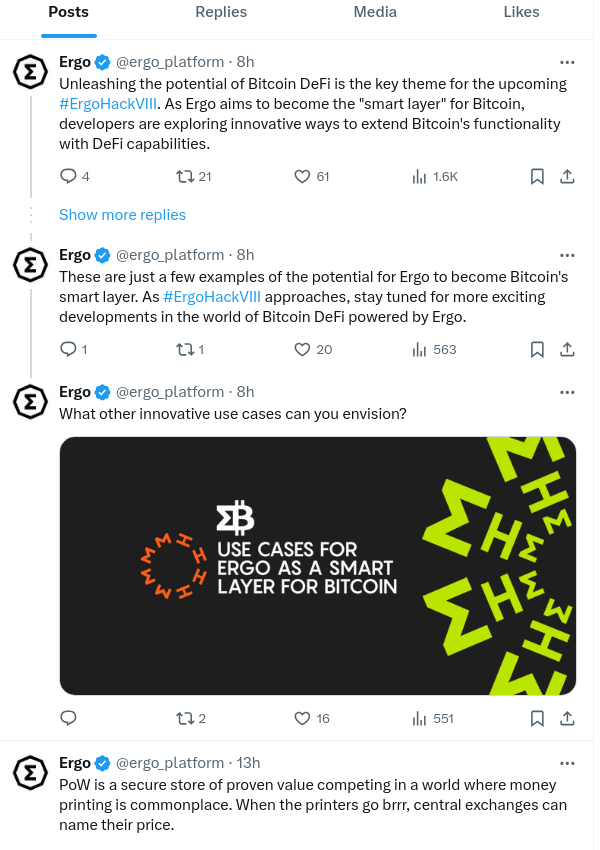 Posts Replies Media Likes
Ergo @ergo_platform · 8h
Unleashing the potential of Bitcoin DeFi is the key theme for the upcoming
#ErgoHackVIII. As Ergo aims to become the "smart layer" for Bitcoin,
developers are exploring innovative ways to extend Bitcoin's functionality
with DeFi capabilities.
4 21 61 1.6K
Show more replies
Ergo @ergo_platform · 8h
These are just a few examples of the potential for Ergo to become Bitcoin's
smart layer. As #ErgoHackVIII approaches, stay tuned for more exciting
developments in the world of Bitcoin DeFi powered by Ergo.
1 1 20 563
Ergo @ergo_platform · 8h
What other innovative use cases can you envision?
USE CASES FOR
ERGO AS A SMART
LAYER FOR BITCOIN
2 16 551
Ergo @ergo_platform · 13h
PoW is a secure store of proven value competing in a world where money
printing is commonplace. When the printers go brrr, central exchanges can
name their price.